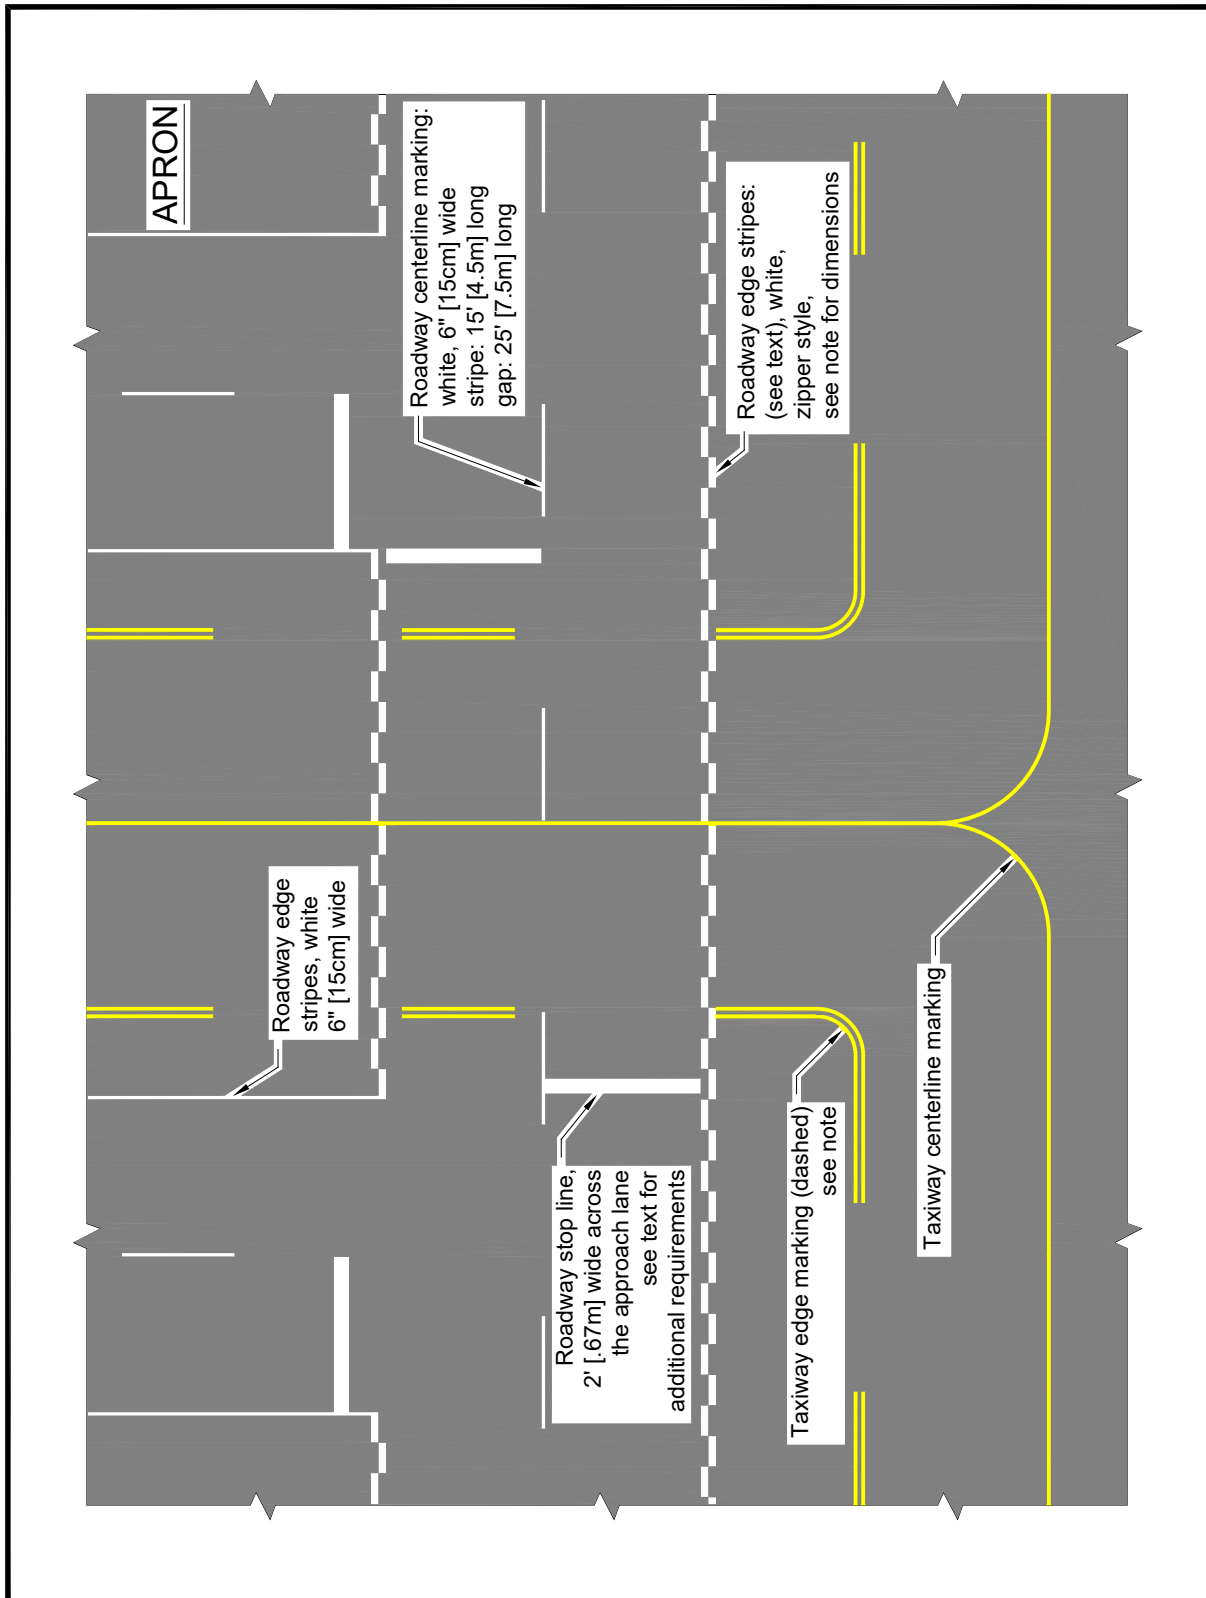 APRON
Roadway centerline marking:
white, 6" [15cm] wide
stripe: 15' [4.5m] long
gap: 25' [7.5m] long
Roadway edge stripes:
(see text), white,
zipper style,
see note for dimensions
Roadway edge
stripes, white
6" [15cm] wide
Roadway stop line,
2' [.67m] wide across
the approach lane
see text for
additional requirements
Taxiway edge marking (dashed)
see note
Taxiway centerline marking